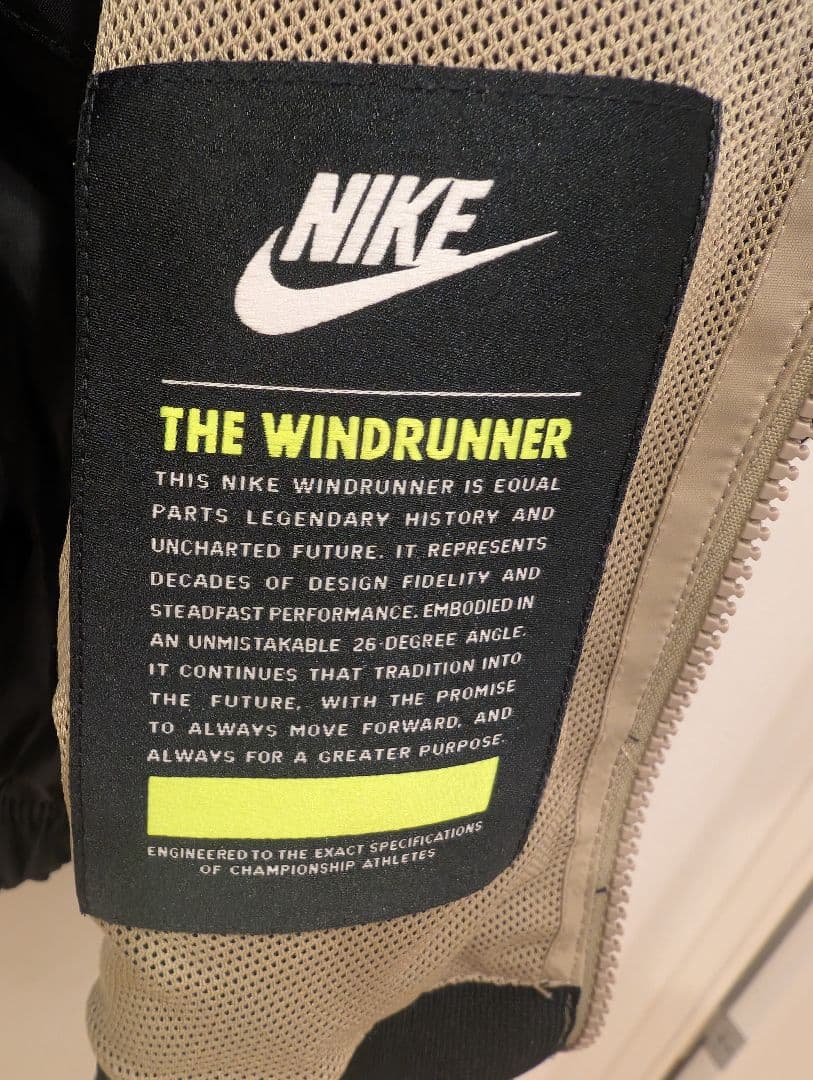 NIKE
THE WINDRUNNER
THIS NIKE WINDRUNNER IS EQUAL
PARTS LEGENDARY HISTORY AND
UNCHARTED FUTURE. IT REPRESENTS
DECADES OF DESIGN FIDELITY AND
STEADFAST PERFORMANCE. EMBODIED IN
AN UNMISTAKABLE 26-DEGREE ANGLE.
IT CONTINUES THAT TRADITION INTO
THE FUTURE, WITH THE PROMISE
TO ALWAYS MOVE FORWARD, AND
ALWAYS FOR A GREATER PURPOSE.
ENGINEERED TO THE EXACT SPECIFICATIONS
OF CHAMPIONSHIP ATHLETES